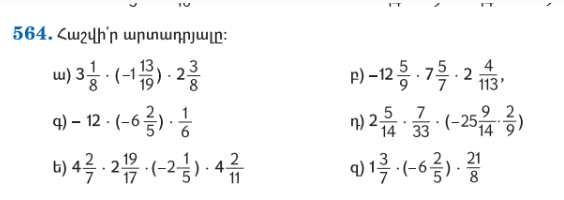 564. Հաշվի՛ր արտադրյալը:
ա) 3 1/8 · (–1 13/19) · 2 3/8 բ) –12 5/9 · 7 5/7 · 2 4/113,
գ) – 12 · (–6 2/5) · 1/6 դ) 2 5/14 · 7/33 · (–25 9/14 · 2/9)
ե) 4 2/7 · 2 19/17 · (–2 1/5) · 4 2/11 զ) 1 3/7 · (–6 2/5) · 21/8